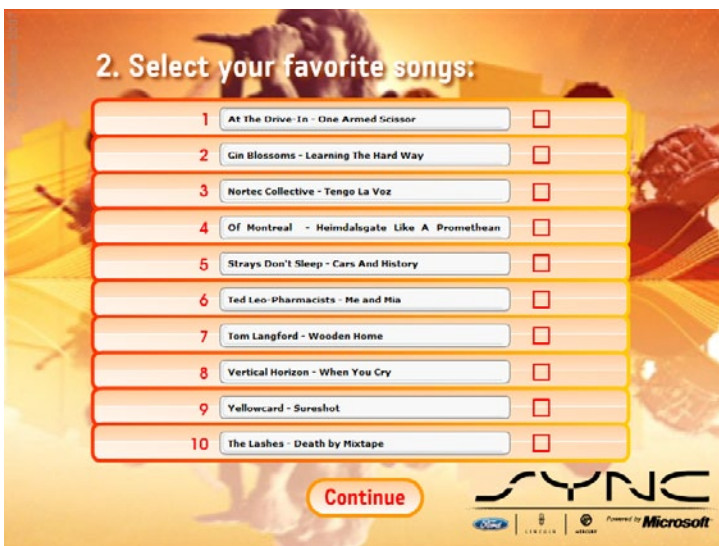 2. Select your favorite songs:
1 At The Drive-In - One Armed Scissor
2 Gin Blossoms - Learning The Hard Way
3 Nortec Collective - Tengo La Voz
4 Of Montreal - Heimdalsgate Like A Promethean
5 Strays Don't Sleep - Cars And History
6 Ted Leo-Pharmacists - Me and Mia
7 Tom Langford - Wooden Home
8 Vertical Horizon - When You Cry
9 Yellowcard - Sureshot
10 The Lashes - Death by Mixtape
Continue
SYNC
Ford LINCOLN MERCURY Powered by Microsoft